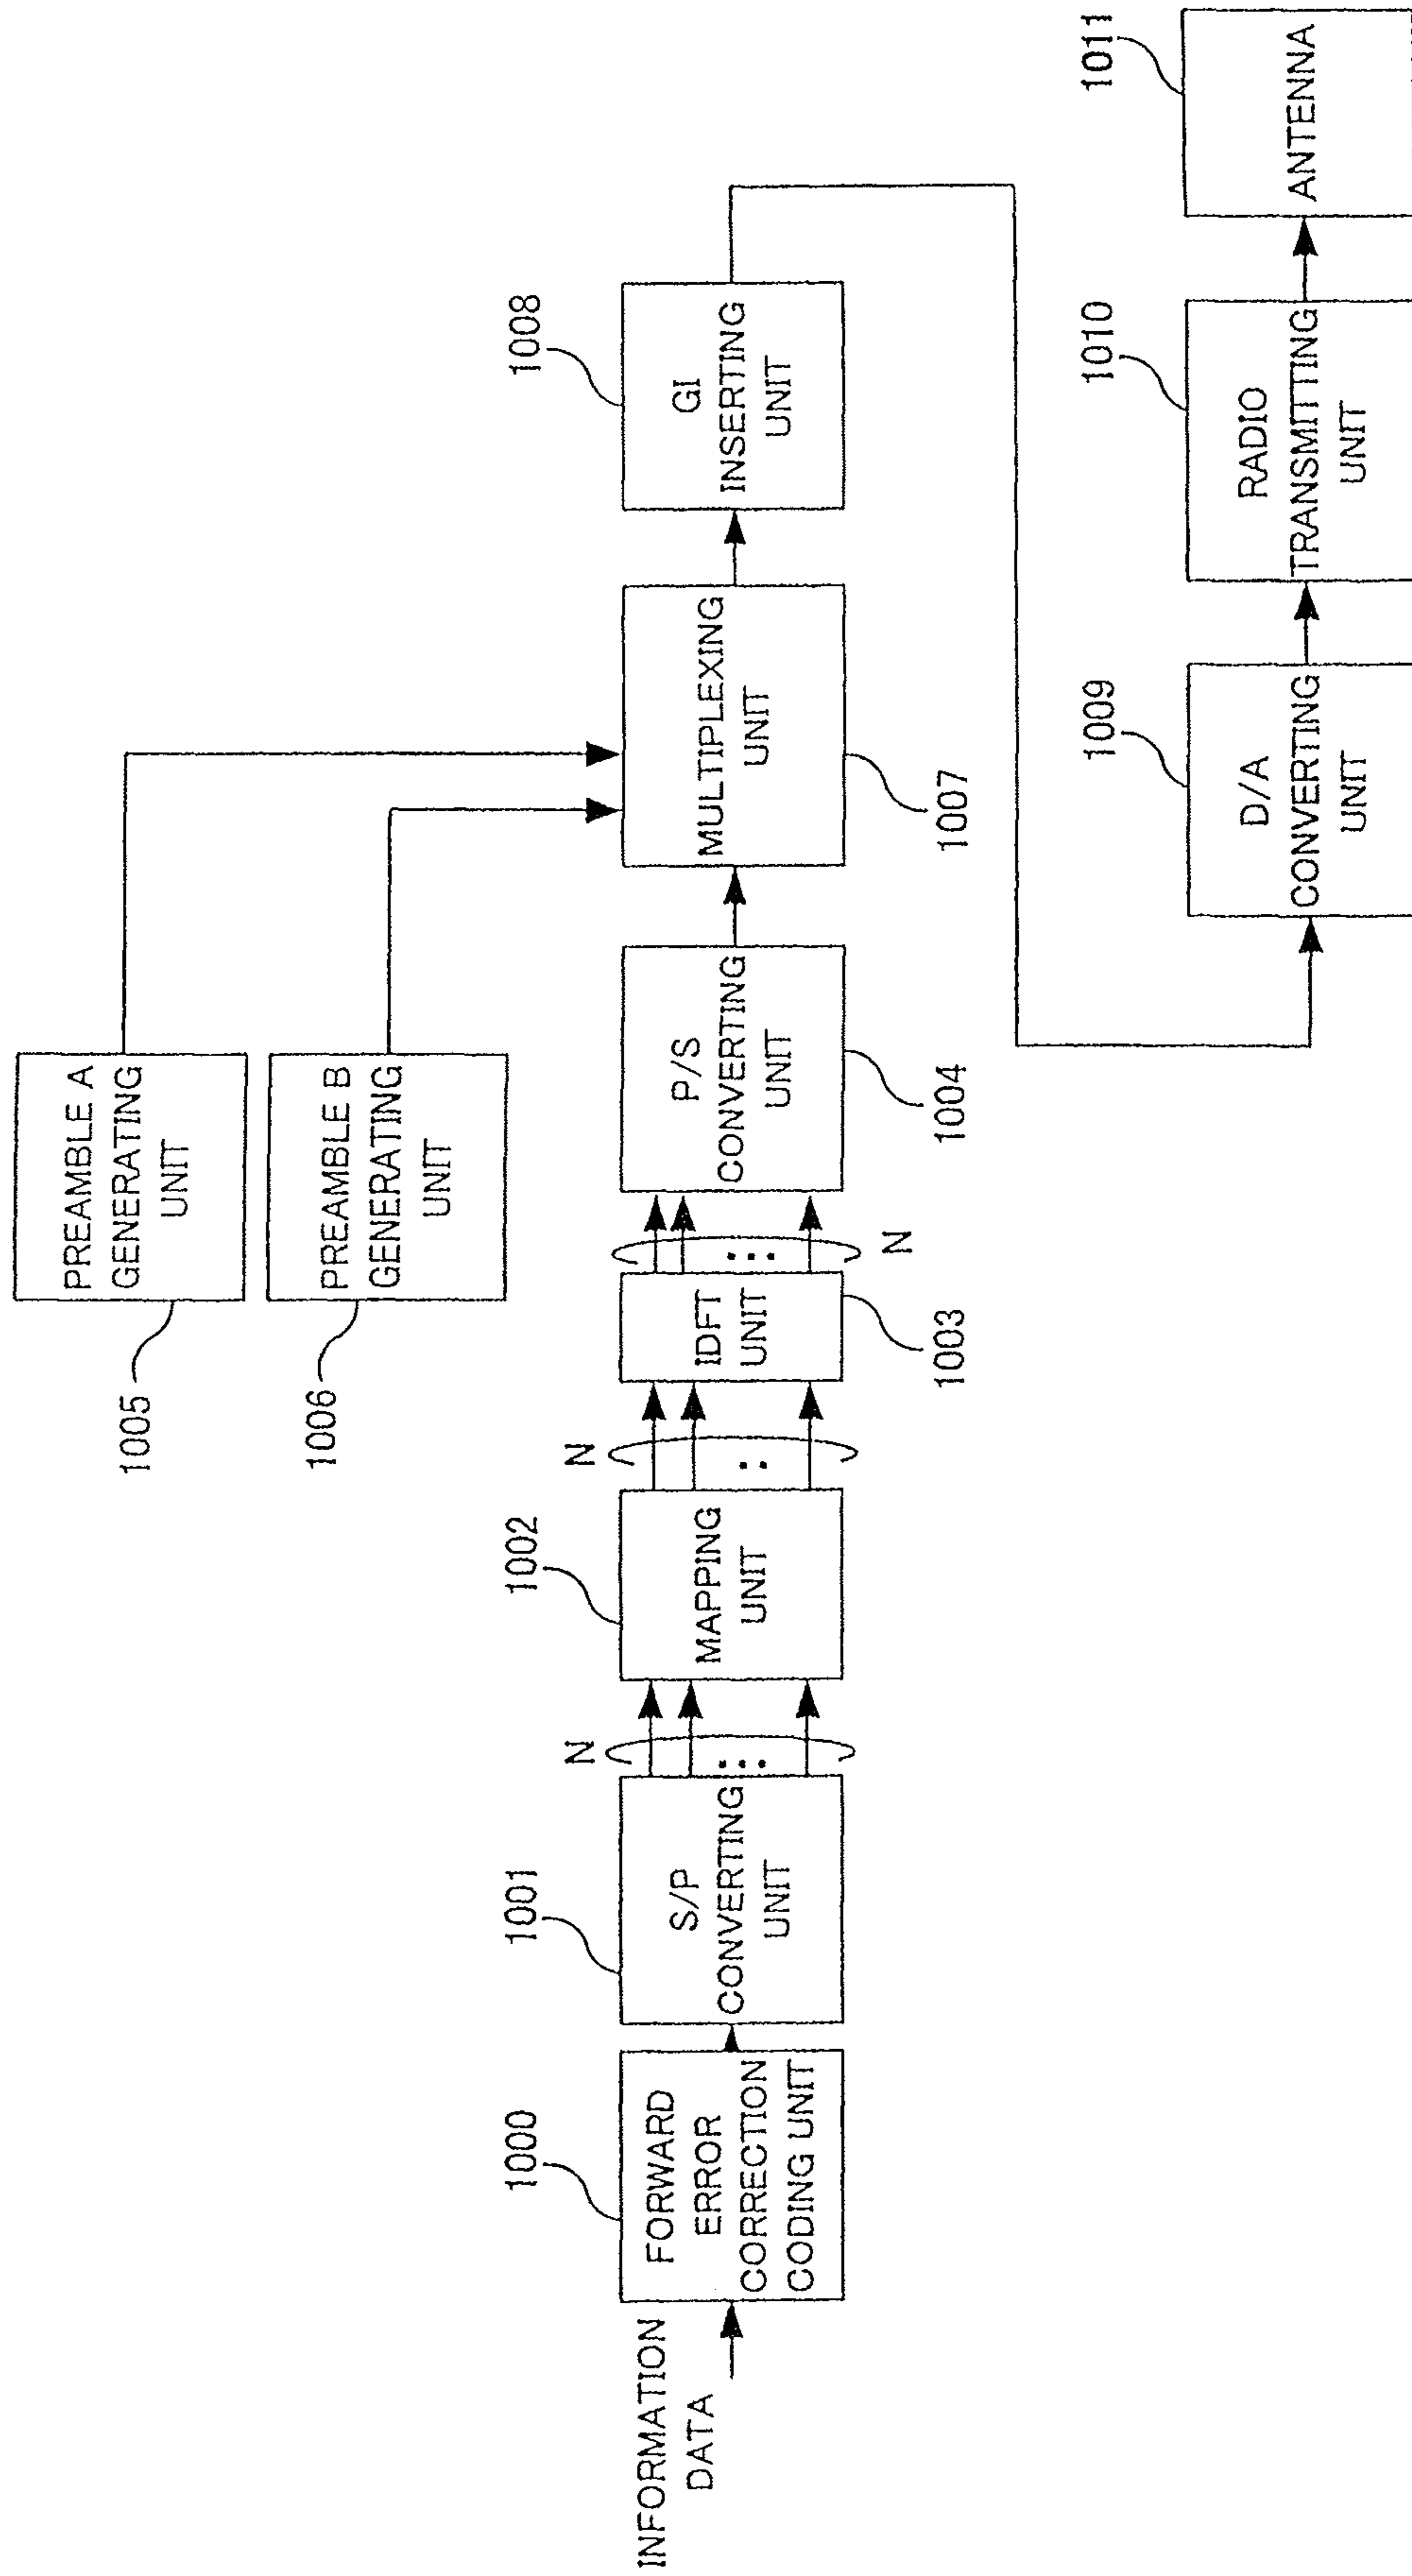 1005
PREAMBLE A
GENERATING
UNIT
1006
PREAMBLE B
GENERATING
UNIT
INFORMATION
DATA
1000
FORWARD
ERROR
CORRECTION
CODING UNIT
1001
S/P
CONVERTING
UNIT
N
1002
MAPPING
UNIT
N
IDFT
UNIT
1003
N
P/S
CONVERTING
UNIT
1004
MULTIPLEXING
UNIT
1007
1008
GI
INSERTING
UNIT
1009
D/A
CONVERTING
UNIT
1010
RADIO
TRANSMITTING
UNIT
1011
ANTENNA